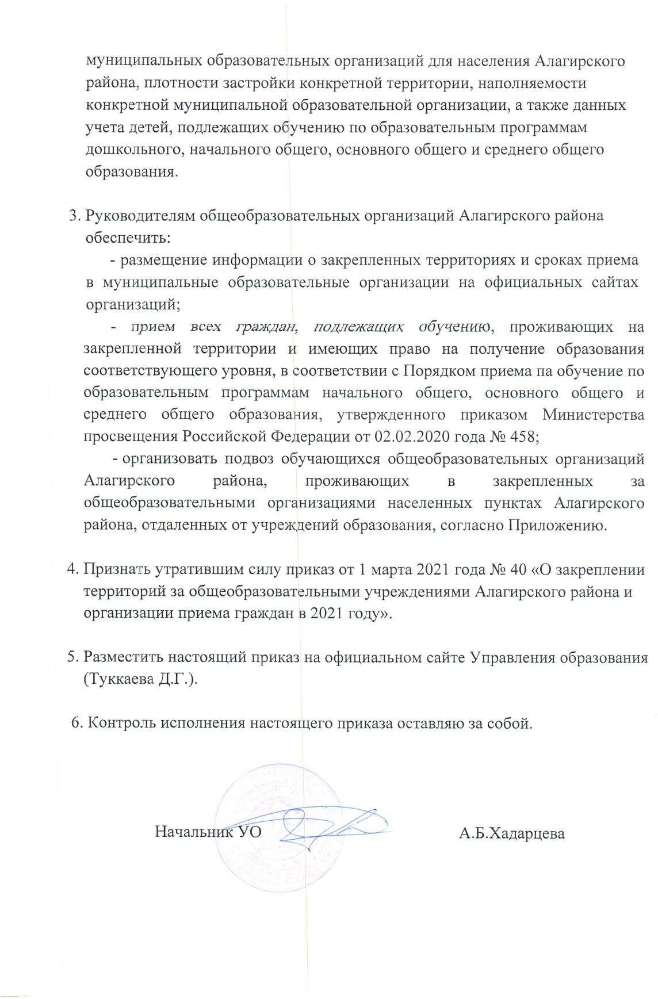 муниципальных образовательных организаций для населения Алагирского
района, плотности застройки конкретной территории, наполняемости
конкретной муниципальной образовательной организации, а также данных
учета детей, подлежащих обучению по образовательным программам
дошкольного, начального общего, основного общего и среднего общего
образования.
3. Руководителям общеобразовательных организаций Алагирского района
обеспечить:
- размещение информации о закрепленных территориях и сроках приема
в муниципальные образовательные организации на официальных сайтах
организаций;
- прием всех граждан, подлежащих обучению, проживающих на
закрепленной территории и имеющих право на получение образования
соответствующего уровня, в соответствии с Порядком приема па обучение по
образовательным программам начального общего, основного общего и
среднего общего образования, утвержденного приказом Министерства
просвещения Российской Федерации от 02.02.2020 года № 458;
- организовать подвоз обучающихся общеобразовательных организаций
Алагирского района, проживающих в закрепленных за
общеобразовательными организациями населенных пунктах Алагирского
района, отдаленных от учреждений образования, согласно Приложению.
4. Признать утратившим силу приказ от 1 марта 2021 года № 40 «О закреплении
территорий за общеобразовательными учреждениями Алагирского района и
организации приема граждан в 2021 году».
5. Разместить настоящий приказ на официальном сайте Управления образования
(Туккаева Д.Г.).
6. Контроль исполнения настоящего приказа оставляю за собой.
Начальник УО А.Б.Хадарцева